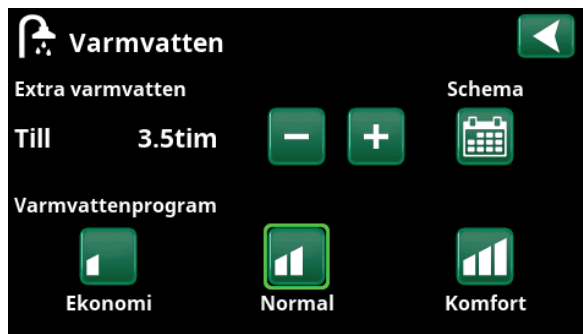 Varmvatten
Extra varmvatten Schema
Till 3.5tim
Varmvattenprogram
Ekonomi Normal Komfort